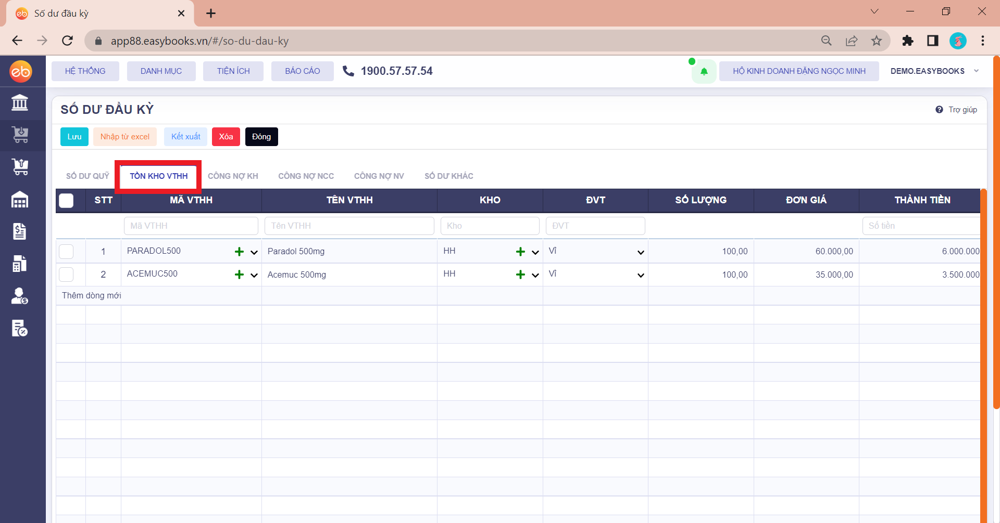 Số dư đầu kỳ
app88.easybooks.vn/#/so-du-dau-ky
eb
HỆ THỐNG
DANH MỤC
TIỆN ÍCH
BÁO CÁO
1900.57.57.54
HỘ KINH DOANH ĐẶNG NGỌC MINH
DEMO.EASYBOOKS
SỐ DƯ ĐẦU KỲ
Trợ giúp
Lưu
Nhập từ excel
Kết xuất
Xóa
Đóng
SỐ DƯ QUỸ
TỒN KHO VTHH
CÔNG NỢ KH
CÔNG NỢ NCC
CÔNG NỢ NV
SỐ DƯ KHÁC
STT MÃ VTHH TÊN VTHH KHO ĐVT SỐ LƯỢNG ĐƠN GIÁ THÀNH TIỀN
Mã VTHH Tên VTHH Kho ĐVT Số tiền
1 PARADOL500 Paradol 500mg HH Vỉ 100,00 60.000,00 6.000.000
2 ACEMUC500 Acemuc 500mg HH Vỉ 100,00 35.000,00 3.500.000
Thêm dòng mới